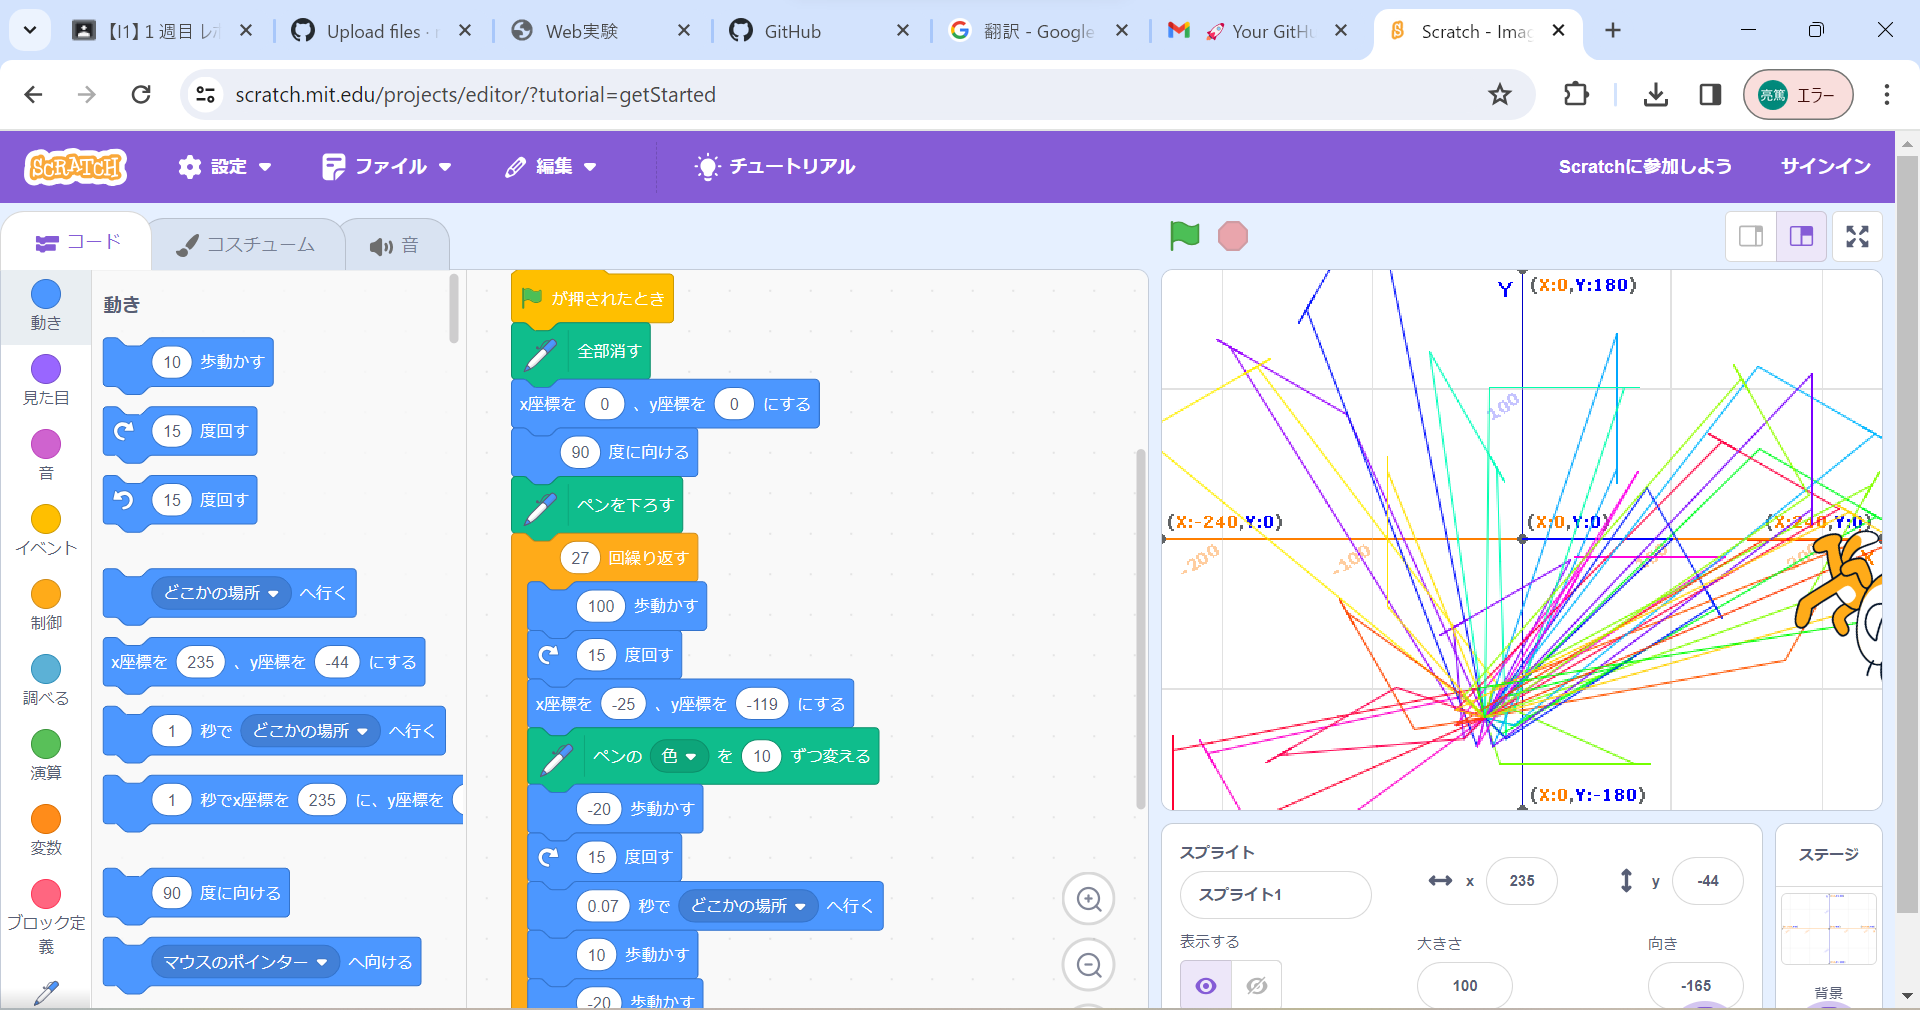 【I1】１週目 レポ
Upload files ·
Web実験
GitHub
翻訳 - Google
🚀 Your GitHu
Scratch - Imag
scratch.mit.edu/projects/editor/?tutorial=getStarted
亮篤 エラー
SCRATCH 設定 ファイル 編集 チュートリアル Scratchに参加しよう サインイン
コード コスチューム 音
動き
見た目
音
イベント
制御
調べる
演算
変数
ブロック定
義
動き
10 歩動かす
15 度回す
15 度回す
どこかの場所 へ行く
x座標を 235 、y座標を -44 にする
1 秒で どこかの場所 へ行く
1 秒でx座標を 235 に、y座標を
90 度に向ける
マウスのポインター へ向ける
が押されたとき
全部消す
x座標を 0 、y座標を 0 にする
90 度に向ける
ペンを下ろす
27 回繰り返す
100 歩動かす
15 度回す
x座標を -25 、y座標を -119 にする
ペンの 色 を 10 ずつ変える
-20 歩動かす
15 度回す
0.07 秒で どこかの場所 へ行く
10 歩動かす
-20 歩動かす
Y (X:0,Y:180)
100
(X:-240,Y:0) (X:0,Y:0) (X:240,Y:0)
-200 -100 X
(X:0,Y:-180)
スプライト
スプライト1 x 235 y -44
表示する 大きさ 向き
100 -165
ステージ
背景